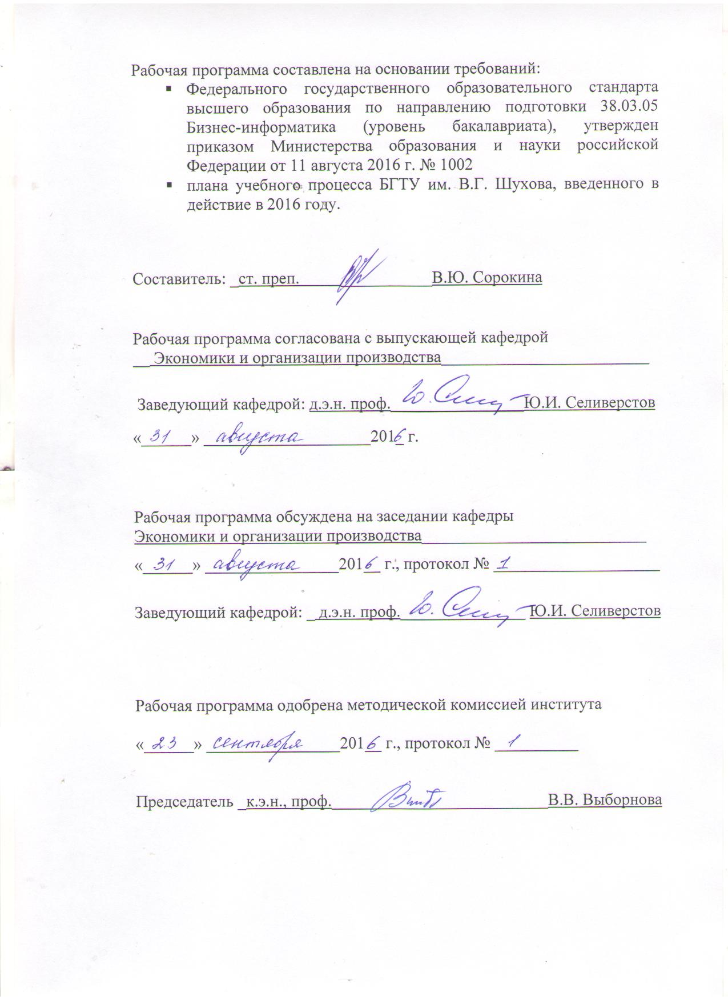 Рабочая программа составлена на основании требований:
▪ Федерального государственного образовательного стандарта
высшего образования по направлению подготовки 38.03.05
Бизнес-информатика (уровень бакалавриата), утвержден
приказом Министерства образования и науки российской
Федерации от 11 августа 2016 г. № 1002
▪ плана учебного процесса БГТУ им. В.Г. Шухова, введенного в
действие в 2016 году.
Составитель: ст. преп. В.Ю. Сорокина
Рабочая программа согласована с выпускающей кафедрой
Экономики и организации производства
Заведующий кафедрой: д.э.н. проф. Ю.И. Селиверстов
« 31 » августа 2016 г.
Рабочая программа обсуждена на заседании кафедры
Экономики и организации производства
« 31 » августа 2016 г., протокол № 1
Заведующий кафедрой: д.э.н. проф. Ю.И. Селиверстов
Рабочая программа одобрена методической комиссией института
« 23 » сентября 2016 г., протокол № 1
Председатель к.э.н., проф. В.В. Выборнова